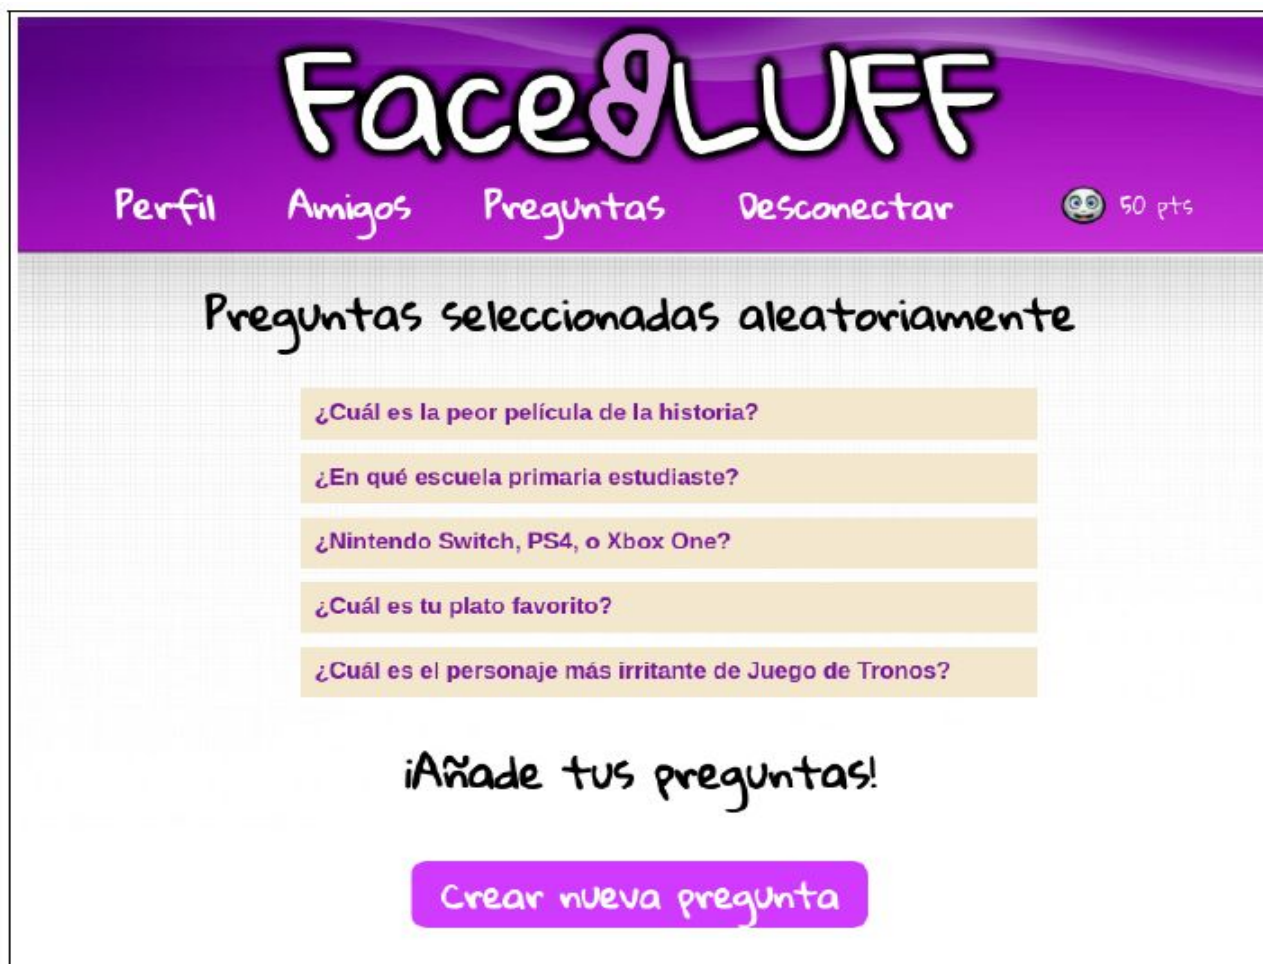 FaceBLUFF
Perfil Amigos Preguntas Desconectar 50 pts
Preguntas seleccionadas aleatoriamente
¿Cuál es la peor película de la historia?
¿En qué escuela primaria estudiaste?
¿Nintendo Switch, PS4, o Xbox One?
¿Cuál es tu plato favorito?
¿Cuál es el personaje más irritante de Juego de Tronos?
¡Añade tus preguntas!
Crear nueva pregunta